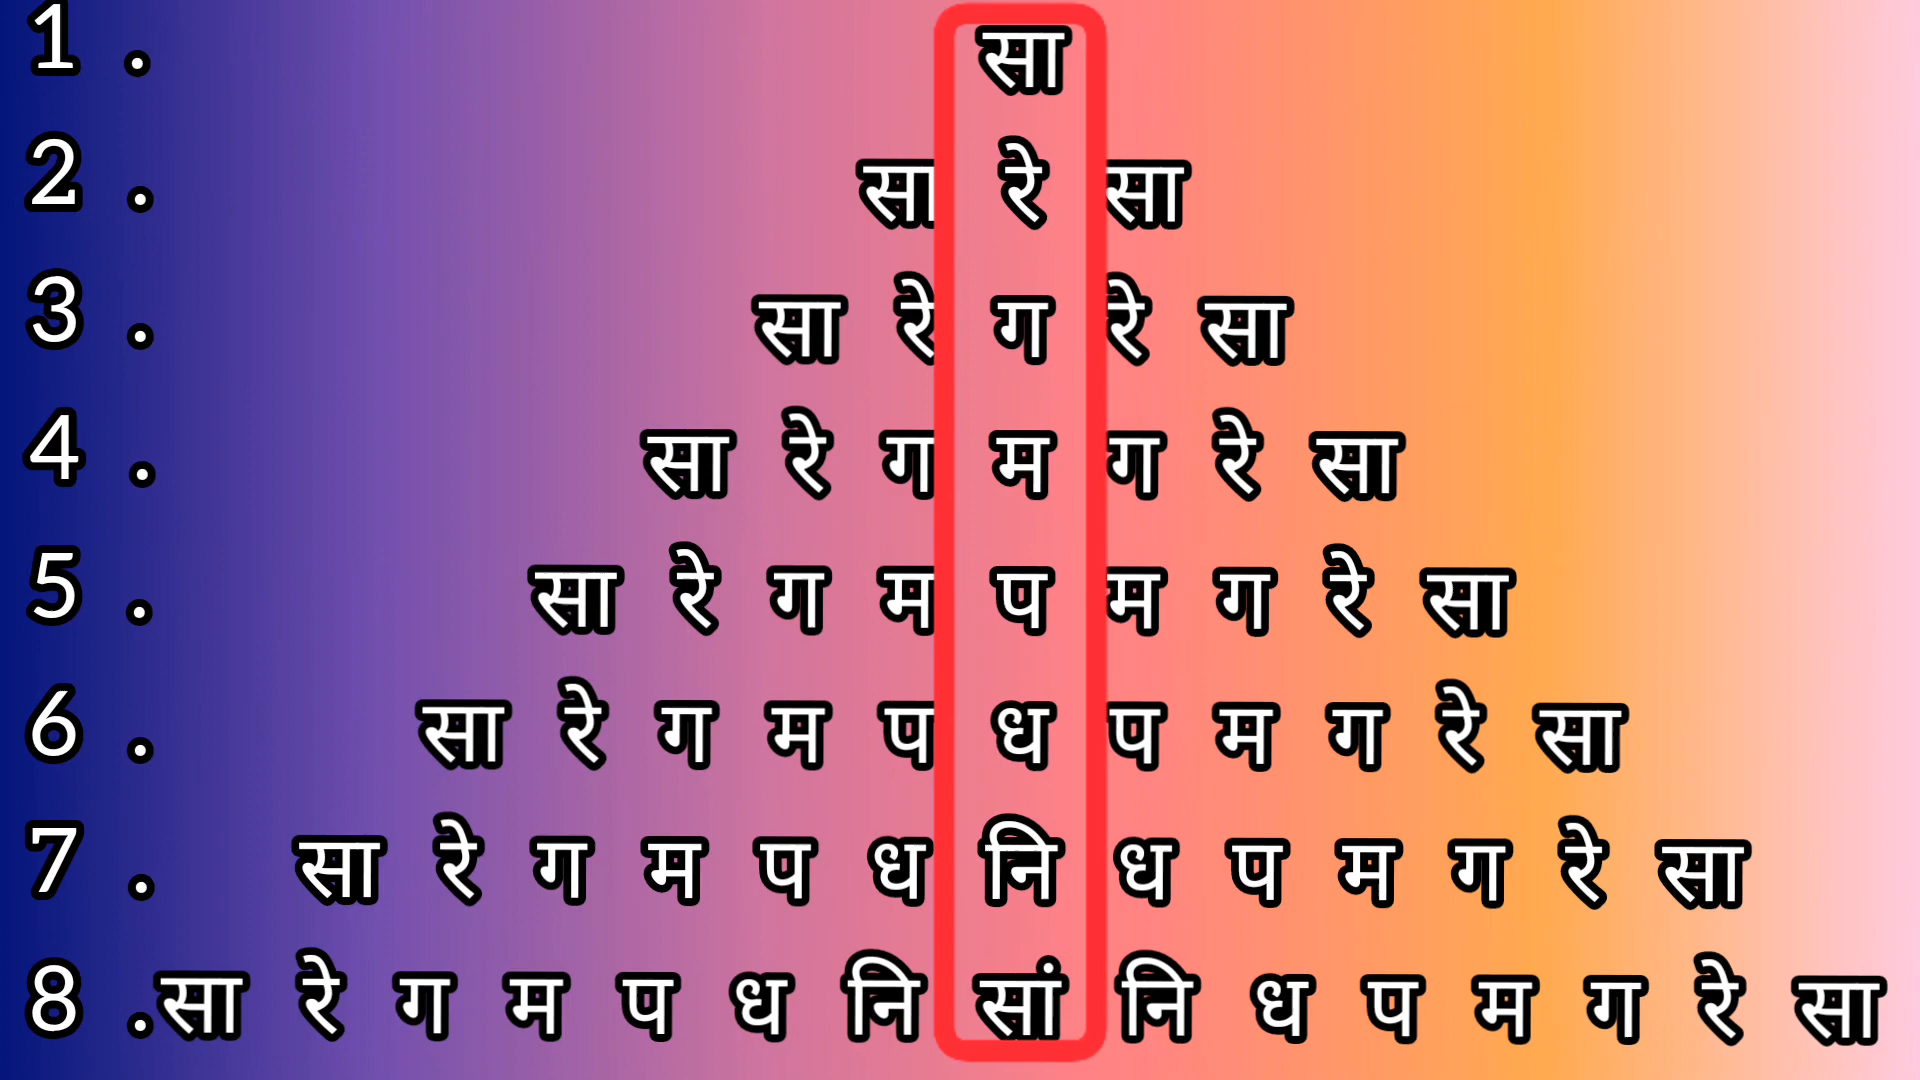 1 . सा
2 . सा रे सा
3 . सा रे ग रे सा
4 . सा रे ग म ग रे सा
5 . सा रे ग म प म ग रे सा
6 . सा रे ग म प ध प म ग रे सा
7 . सा रे ग म प ध नि ध प म ग रे सा
8 . सा रे ग म प ध नि सां नि ध प म ग रे सा